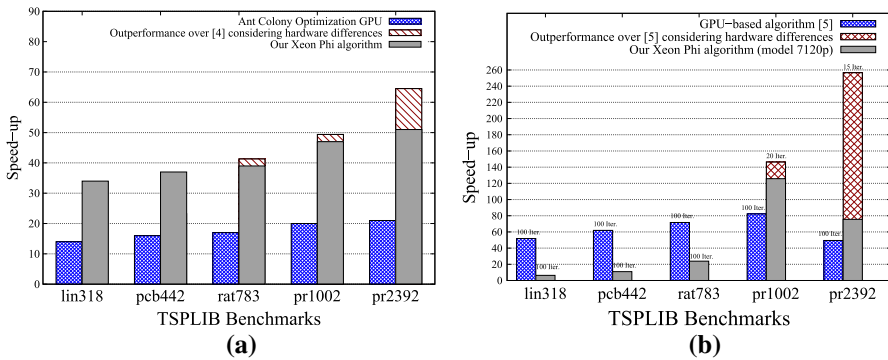 Ant Colony Optimization GPU
Outperformance over [4] considering hardware differences
Our Xeon Phi algorithm
90
80
70
60
50
40
30
20
10
0
Speed-up
lin318 pcb442 rat783 pr1002 pr2392
TSPLIB Benchmarks
(a)
GPU-based algorithm [5]
Outperformance over [5] considering hardware differences
Our Xeon Phi algorithm (model 7120p)
260
240
220
200
180
160
140
120
100
80
60
40
20
0
Speed-up
15 Iter.
20 Iter.
100 Iter. 100 Iter. 100 Iter. 100 Iter. 100 Iter.
100 Iter. 100 Iter. 100 Iter.
lin318 pcb442 rat783 pr1002 pr2392
TSPLIB Benchmarks
(b)